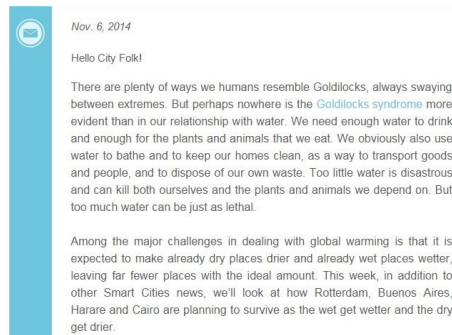 Nov. 6, 2014
Hello City Folk!
There are plenty of ways we humans resemble Goldilocks, always swaying
between extremes. But perhaps nowhere is the Goldilocks syndrome more
evident than in our relationship with water. We need enough water to drink
and enough for the plants and animals that we eat. We obviously also use
water to bathe and to keep our homes clean, as a way to transport goods
and people, and to dispose of our own waste. Too little water is disastrous
and can kill both ourselves and the plants and animals we depend on. But
too much water can be just as lethal.
Among the major challenges in dealing with global warming is that it is
expected to make already dry places drier and already wet places wetter,
leaving far fewer places with the ideal amount. This week, in addition to
other Smart Cities news, we'll look at how Rotterdam, Buenos Aires,
Harare and Cairo are planning to survive as the wet get wetter and the dry
get drier.